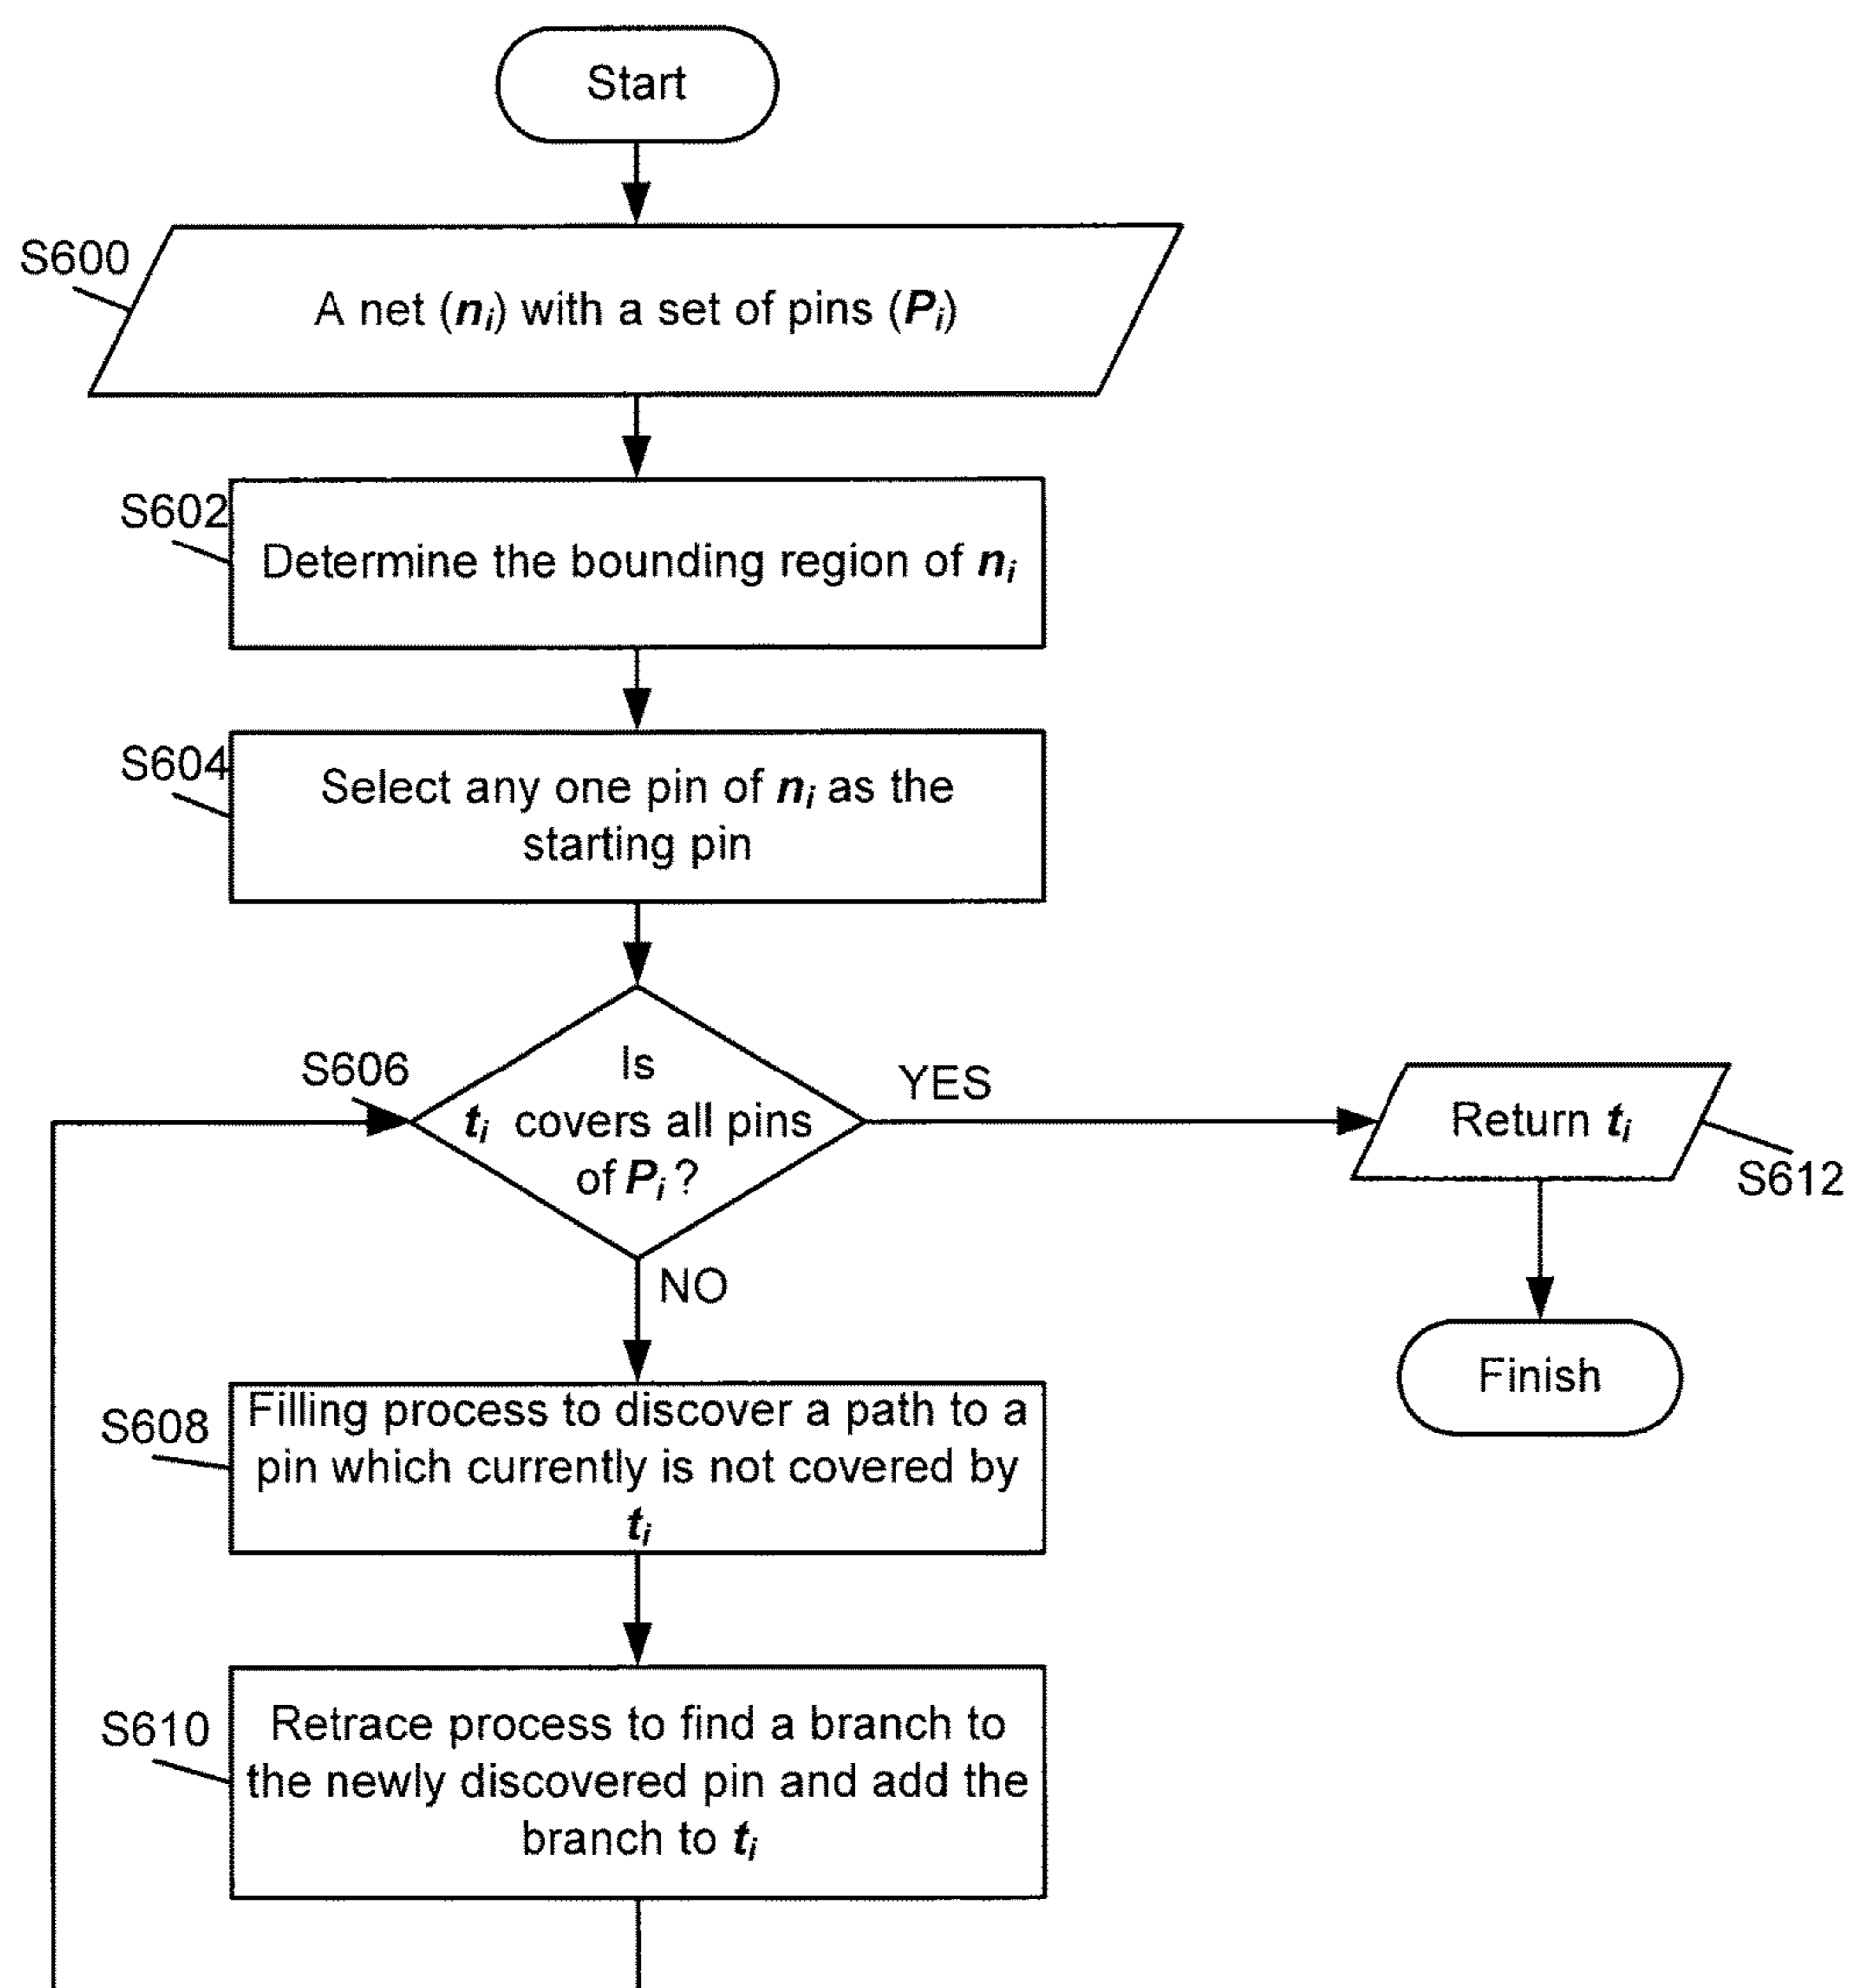 Start
S600
A net (nᵢ) with a set of pins (Pᵢ)
S602
Determine the bounding region of nᵢ
S604
Select any one pin of nᵢ as the
starting pin
S606
Is
tᵢ covers all pins
of Pᵢ?
YES
Return tᵢ
S612
NO
Finish
S608
Filling process to discover a path to a
pin which currently is not covered by
tᵢ
S610
Retrace process to find a branch to
the newly discovered pin and add the
branch to tᵢ